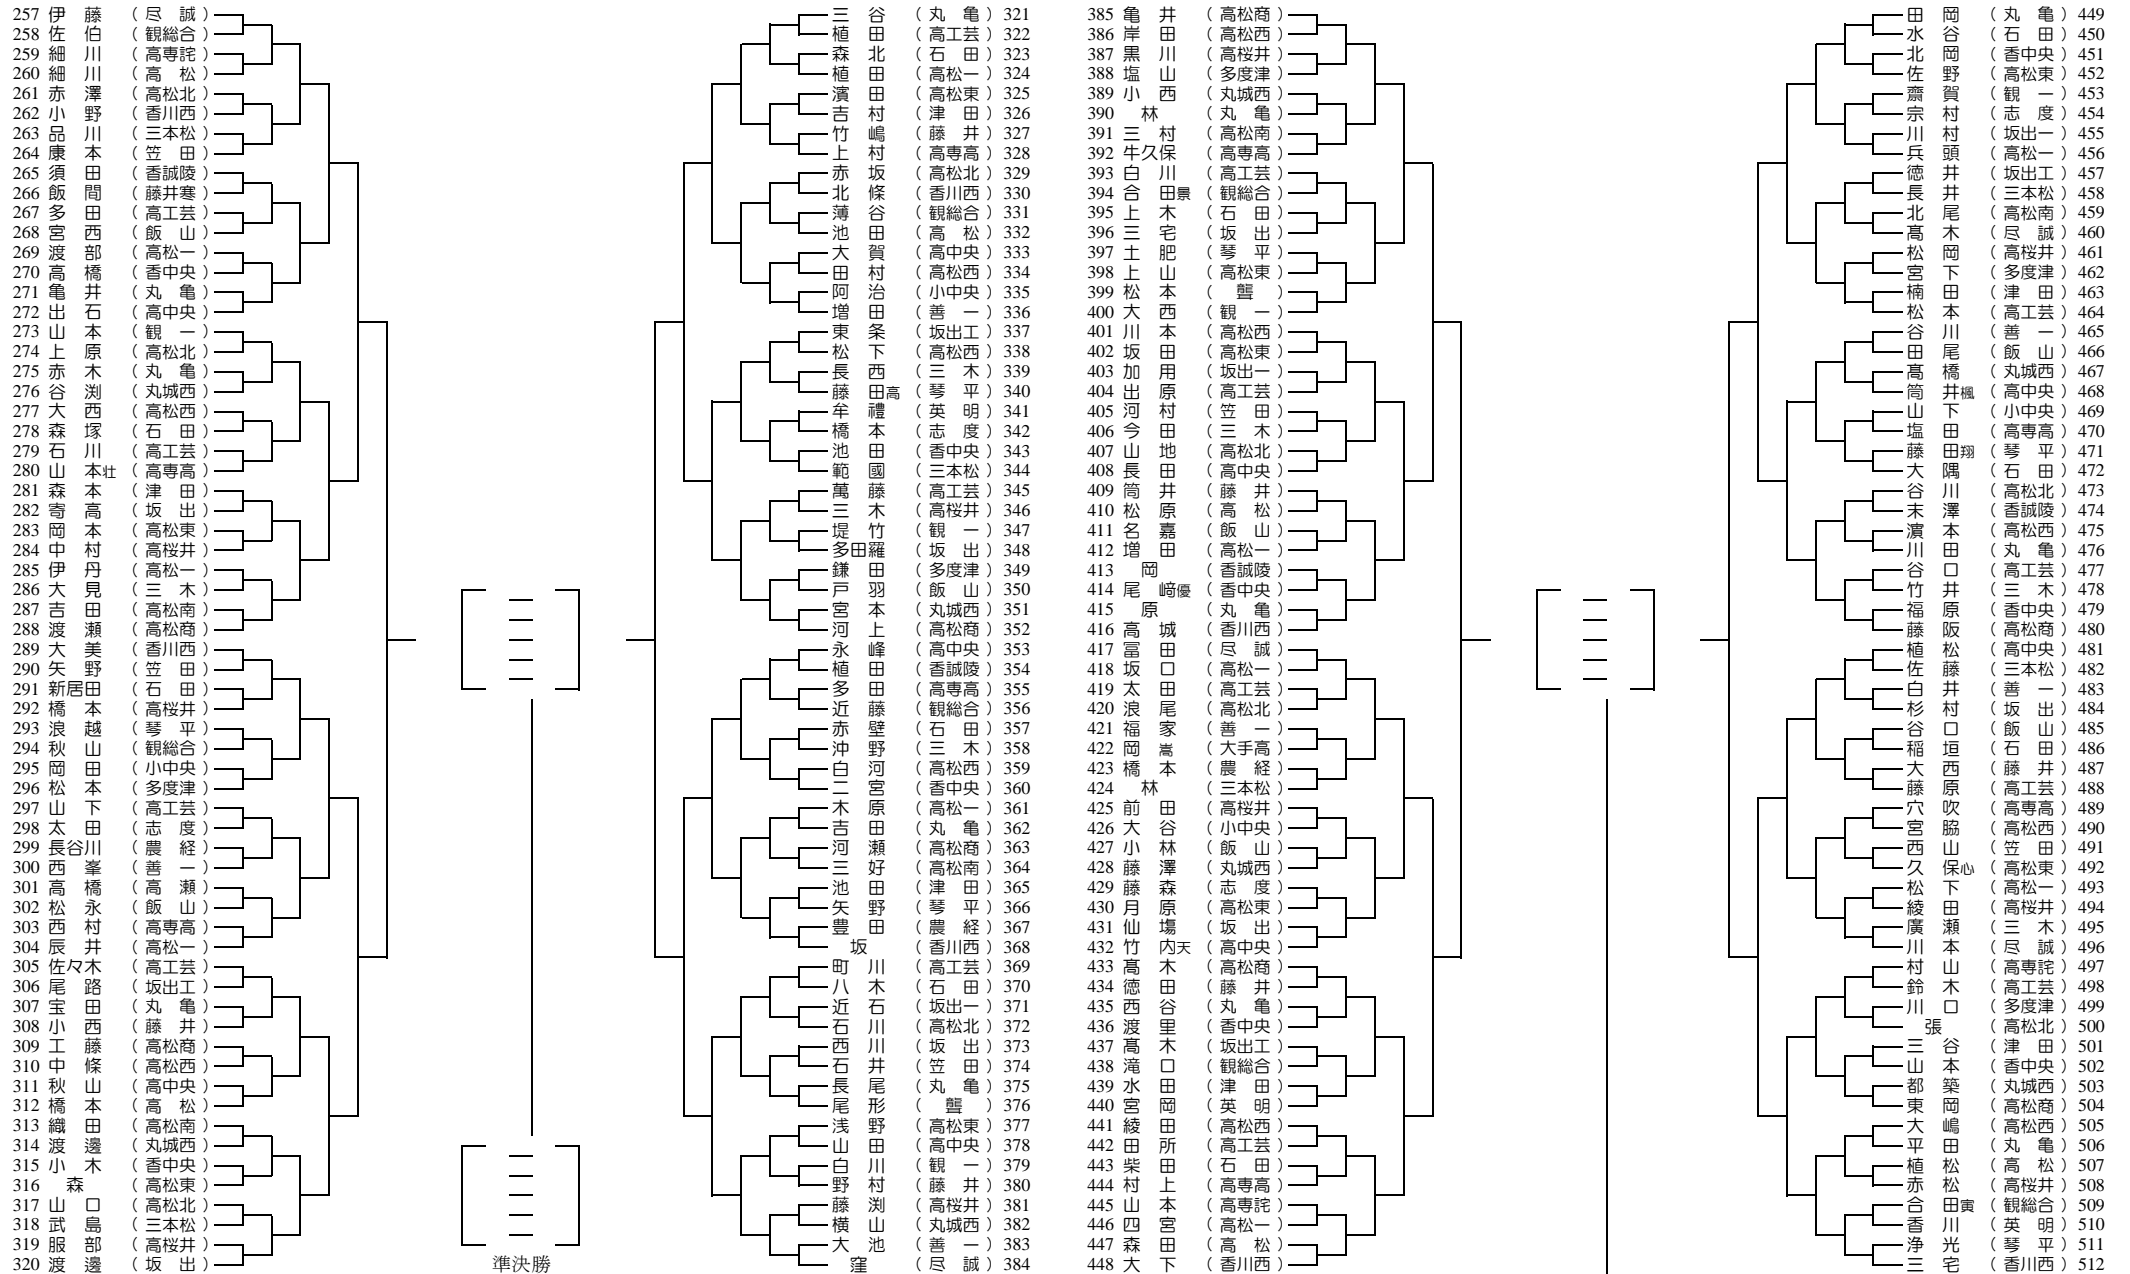 257 伊 藤 ( 尽 誠 )
258 佐 伯 ( 観総合 )
259 細 川 ( 高専詫 )
260 細 川 ( 高 松 )
261 赤 澤 ( 高松北 )
262 小 野 ( 香川西 )
263 品 川 ( 三本松 )
264 康 本 ( 笠 田 )
265 須 田 ( 香誠陵 )
266 飯 間 ( 藤井寒 )
267 多 田 ( 高工芸 )
268 宮 西 ( 飯 山 )
269 渡 部 ( 高松一 )
270 高 橋 ( 香中央 )
271 亀 井 ( 丸 亀 )
272 出 石 ( 高中央 )
273 山 本 ( 観 一 )
274 上 原 ( 高松北 )
275 赤 木 ( 丸 亀 )
276 谷 渕 ( 丸城西 )
277 大 西 ( 高松西 )
278 森 塚 ( 石 田 )
279 石 川 ( 高工芸 )
280 山 本壮 ( 高専高 )
281 森 本 ( 津 田 )
282 寄 高 ( 坂 出 )
283 岡 本 ( 高松東 )
284 中 村 ( 高桜井 )
285 伊 丹 ( 高松一 )
286 大 見 ( 三 木 )
287 吉 田 ( 高松南 )
288 渡 瀬 ( 高松商 )
289 大 美 ( 香川西 )
290 矢 野 ( 笠 田 )
291 新居田 ( 石 田 )
292 橋 本 ( 高桜井 )
293 浪 越 ( 琴 平 )
294 秋 山 ( 観総合 )
295 岡 田 ( 小中央 )
296 松 本 ( 多度津 )
297 山 下 ( 高工芸 )
298 太 田 ( 志 度 )
299 長谷川 ( 農 経 )
300 西 峯 ( 善 一 )
301 高 橋 ( 高 瀬 )
302 松 永 ( 飯 山 )
303 西 村 ( 高専高 )
304 辰 井 ( 高松一 )
305 佐々木 ( 高工芸 )
306 尾 路 ( 坂出工 )
307 宝 田 ( 丸 亀 )
308 小 西 ( 藤 井 )
309 工 藤 ( 高松商 )
310 中 條 ( 高松西 )
311 秋 山 ( 高中央 )
312 橋 本 ( 高 松 )
313 織 田 ( 高松南 )
314 渡 邊 ( 丸城西 )
315 小 木 ( 香中央 )
316 森 ( 高松東 )
317 山 口 ( 高松北 )
318 武 島 ( 三本松 )
319 服 部 ( 高桜井 )
320 渡 邊 ( 坂 出 )
準決勝
三 谷 ( 丸 亀 ) 321
植 田 ( 高工芸 ) 322
森 北 ( 石 田 ) 323
植 田 ( 高松一 ) 324
濱 田 ( 高松東 ) 325
吉 村 ( 津 田 ) 326
竹 嶋 ( 藤 井 ) 327
上 村 ( 高専高 ) 328
赤 坂 ( 高松北 ) 329
北 條 ( 香川西 ) 330
薄 谷 ( 観総合 ) 331
池 田 ( 高 松 ) 332
大 賀 ( 高中央 ) 333
田 村 ( 高松西 ) 334
阿 治 ( 小中央 ) 335
増 田 ( 善 一 ) 336
東 条 ( 坂出工 ) 337
松 下 ( 高松西 ) 338
長 西 ( 三 木 ) 339
藤 田高 ( 琴 平 ) 340
牟 禮 ( 英 明 ) 341
橋 本 ( 志 度 ) 342
池 田 ( 香中央 ) 343
範 國 ( 三本松 ) 344
萬 藤 ( 高工芸 ) 345
三 木 ( 高桜井 ) 346
堤 竹 ( 観 一 ) 347
多田羅 ( 坂 出 ) 348
鎌 田 ( 多度津 ) 349
戸 羽 ( 飯 山 ) 350
宮 本 ( 丸城西 ) 351
河 上 ( 高松商 ) 352
永 峰 ( 高中央 ) 353
植 田 ( 香誠陵 ) 354
多 田 ( 高専高 ) 355
近 藤 ( 観総合 ) 356
赤 壁 ( 石 田 ) 357
沖 野 ( 三 木 ) 358
白 河 ( 高松西 ) 359
二 宮 ( 香中央 ) 360
木 原 ( 高松一 ) 361
吉 田 ( 丸 亀 ) 362
河 瀬 ( 高松商 ) 363
三 好 ( 高松南 ) 364
池 田 ( 津 田 ) 365
矢 野 ( 琴 平 ) 366
豊 田 ( 農 経 ) 367
坂 ( 香川西 ) 368
町 川 ( 高工芸 ) 369
八 木 ( 石 田 ) 370
近 石 ( 坂出一 ) 371
石 川 ( 高松北 ) 372
西 川 ( 坂 出 ) 373
石 井 ( 笠 田 ) 374
長 尾 ( 丸 亀 ) 375
尾 形 ( 聾 ) 376
浅 野 ( 高松東 ) 377
山 田 ( 高中央 ) 378
白 川 ( 観 一 ) 379
野 村 ( 藤 井 ) 380
藤 渕 ( 高桜井 ) 381
横 山 ( 丸城西 ) 382
大 池 ( 善 一 ) 383
窪 ( 尽 誠 ) 384
385 亀 井 ( 高松商 )
386 岸 田 ( 高松西 )
387 黒 川 ( 高桜井 )
388 塩 山 ( 多度津 )
389 小 西 ( 丸城西 )
390 林 ( 丸 亀 )
391 三 村 ( 高松南 )
392 牛久保 ( 高専高 )
393 白 川 ( 高工芸 )
394 合 田景 ( 観総合 )
395 上 木 ( 石 田 )
396 三 宅 ( 坂 出 )
397 土 肥 ( 琴 平 )
398 上 山 ( 高松東 )
399 松 本 ( 聾 )
400 大 西 ( 観 一 )
401 川 本 ( 高松西 )
402 坂 田 ( 高松東 )
403 加 用 ( 坂出一 )
404 出 原 ( 高工芸 )
405 河 村 ( 笠 田 )
406 今 田 ( 三 木 )
407 山 地 ( 高松北 )
408 長 田 ( 高中央 )
409 筒 井 ( 藤 井 )
410 松 原 ( 高 松 )
411 名 嘉 ( 飯 山 )
412 増 田 ( 高松一 )
413 岡 ( 香誠陵 )
414 尾 﨑優 ( 香中央 )
415 原 ( 丸 亀 )
416 高 城 ( 香川西 )
417 冨 田 ( 尽 誠 )
418 坂 口 ( 高松一 )
419 太 田 ( 高工芸 )
420 浪 尾 ( 高松北 )
421 福 家 ( 善 一 )
422 岡 嵩 ( 大手高 )
423 橋 本 ( 農 経 )
424 林 ( 三本松 )
425 前 田 ( 高桜井 )
426 大 谷 ( 小中央 )
427 小 林 ( 飯 山 )
428 藤 澤 ( 丸城西 )
429 藤 森 ( 志 度 )
430 月 原 ( 高松東 )
431 仙 塲 ( 坂 出 )
432 竹 内天 ( 高中央 )
433 髙 木 ( 高松商 )
434 徳 田 ( 藤 井 )
435 西 谷 ( 丸 亀 )
436 渡 里 ( 香中央 )
437 髙 木 ( 坂出工 )
438 滝 口 ( 観総合 )
439 水 田 ( 津 田 )
440 宮 岡 ( 英 明 )
441 綾 田 ( 高松西 )
442 田 所 ( 高工芸 )
443 柴 田 ( 石 田 )
444 村 上 ( 高専高 )
445 山 本 ( 高専詫 )
446 四 宮 ( 高松一 )
447 森 田 ( 高 松 )
448 大 下 ( 香川西 )
田 岡 ( 丸 亀 ) 449
水 谷 ( 石 田 ) 450
北 岡 ( 香中央 ) 451
佐 野 ( 高松東 ) 452
齋 賀 ( 観 一 ) 453
宗 村 ( 志 度 ) 454
川 村 ( 坂出一 ) 455
兵 頭 ( 高松一 ) 456
徳 井 ( 坂出工 ) 457
長 井 ( 三本松 ) 458
北 尾 ( 高松南 ) 459
髙 木 ( 尽 誠 ) 460
松 岡 ( 高桜井 ) 461
宮 下 ( 多度津 ) 462
楠 田 ( 津 田 ) 463
松 本 ( 高工芸 ) 464
谷 川 ( 善 一 ) 465
田 尾 ( 飯 山 ) 466
髙 橋 ( 丸城西 ) 467
筒 井楓 ( 高中央 ) 468
山 下 ( 小中央 ) 469
塩 田 ( 高専高 ) 470
藤 田翔 ( 琴 平 ) 471
大 隅 ( 石 田 ) 472
谷 川 ( 高松北 ) 473
末 澤 ( 香誠陵 ) 474
濵 本 ( 高松西 ) 475
川 田 ( 丸 亀 ) 476
谷 口 ( 高工芸 ) 477
竹 井 ( 三 木 ) 478
福 原 ( 香中央 ) 479
藤 阪 ( 高松商 ) 480
植 松 ( 高中央 ) 481
佐 藤 ( 三本松 ) 482
白 井 ( 善 一 ) 483
杉 村 ( 坂 出 ) 484
谷 口 ( 飯 山 ) 485
稲 垣 ( 石 田 ) 486
大 西 ( 藤 井 ) 487
藤 原 ( 高工芸 ) 488
穴 吹 ( 高専高 ) 489
宮 脇 ( 高松西 ) 490
西 山 ( 笠 田 ) 491
久 保心 ( 高松東 ) 492
松 下 ( 高松一 ) 493
綾 田 ( 高桜井 ) 494
廣 瀬 ( 三 木 ) 495
川 本 ( 尽 誠 ) 496
村 山 ( 高専詫 ) 497
鈴 木 ( 高工芸 ) 498
川 口 ( 多度津 ) 499
張 ( 高松北 ) 500
三 谷 ( 津 田 ) 501
山 本 ( 香中央 ) 502
都 築 ( 丸城西 ) 503
東 岡 ( 高松商 ) 504
大 嶋 ( 高松西 ) 505
平 田 ( 丸 亀 ) 506
植 松 ( 高 松 ) 507
赤 松 ( 高桜井 ) 508
合 田寅 ( 観総合 ) 509
香 川 ( 英 明 ) 510
浄 光 ( 琴 平 ) 511
三 宅 ( 香川西 ) 512